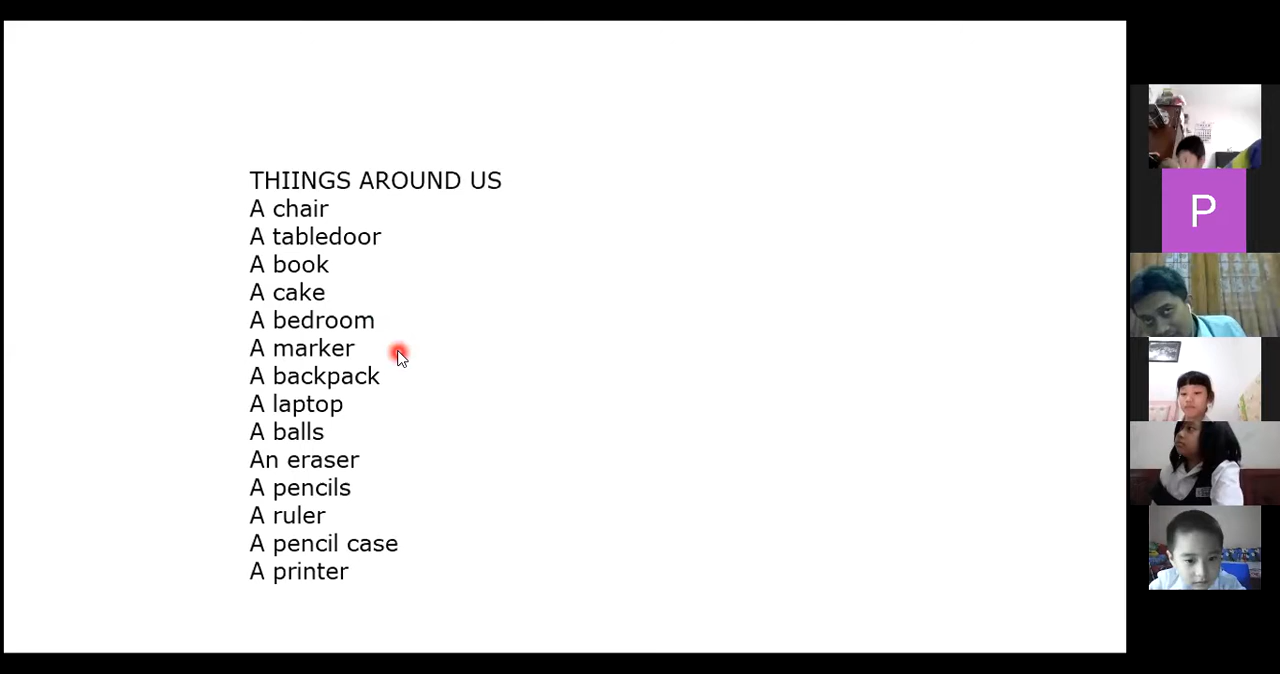 THIINGS AROUND US
A chair
A tabledoor
A book
A cake
A bedroom
A marker
A backpack
A laptop
A balls
An eraser
A pencils
A ruler
A pencil case
A printer
P